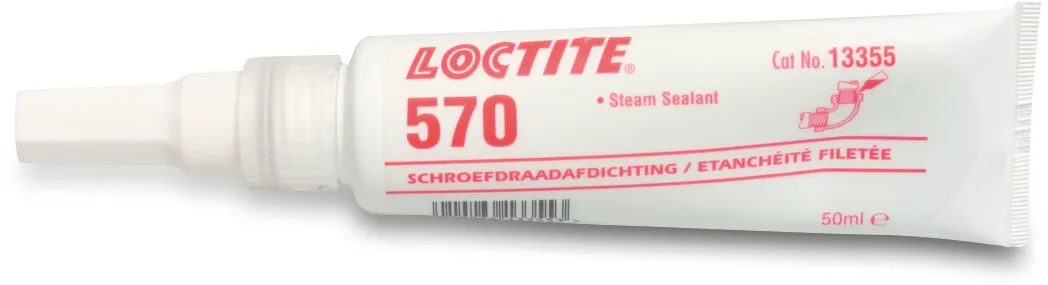 LOCTITE®
Cat No. 13355
570
• Steam Sealant
SCHROEFDRAADAFDICHTING / ETANCHÉITÉ FILETÉE
50ml ℮